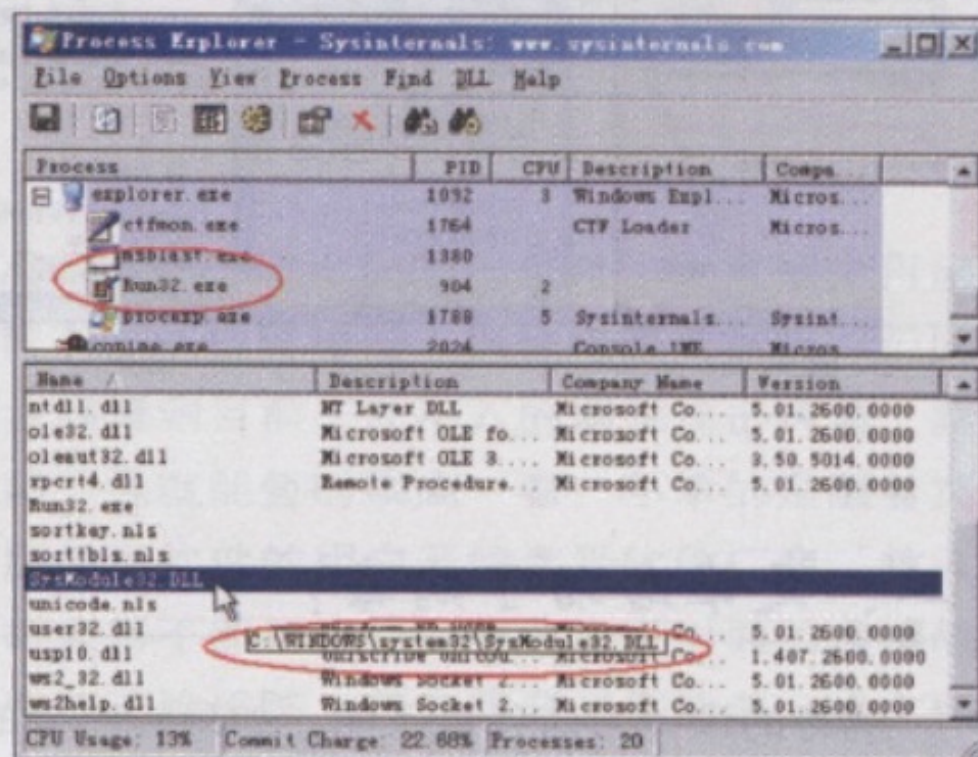 Process Explorer - Sysinternals: www.sysinternals.com
File Options View Process Find DLL Help
Process PID CPU Description Compa...
explorer.exe 1092 3 Windows Expl... Micros...
ctfmon.exe 1764 CTF Loader Micros...
msblast.exe 1380
Run32.exe 904 2
procexp.exe 1788 5 Sysinternals... Sysint...
conime.exe 2024 Console IME Micros...
Name Description Company Name Version
ntdll.dll NT Layer DLL Microsoft Co... 5.01.2600.0000
ole32.dll Microsoft OLE fo... Microsoft Co... 5.01.2600.0000
oleaut32.dll Microsoft OLE 3.... Microsoft Co... 3.50.5014.0000
rpcrt4.dll Remote Procedure... Microsoft Co... 5.01.2600.0000
Run32.exe
sortkey.nls
sorttbls.nls
SysModule32.DLL
unicode.nls
user32.dll Microsoft Co... 5.01.2600.0000
C:\WINDOWS\system32\SysModule32.DLL
usp10.dll Uniscribe Unicod... Microsoft Co... 1.407.2600.0000
ws2_32.dll Windows Socket 2... Microsoft Co... 5.01.2600.0000
ws2help.dll Windows Socket 2... Microsoft Co... 5.01.2600.0000
CPU Usage: 13% Commit Charge: 22.68% Processes: 20